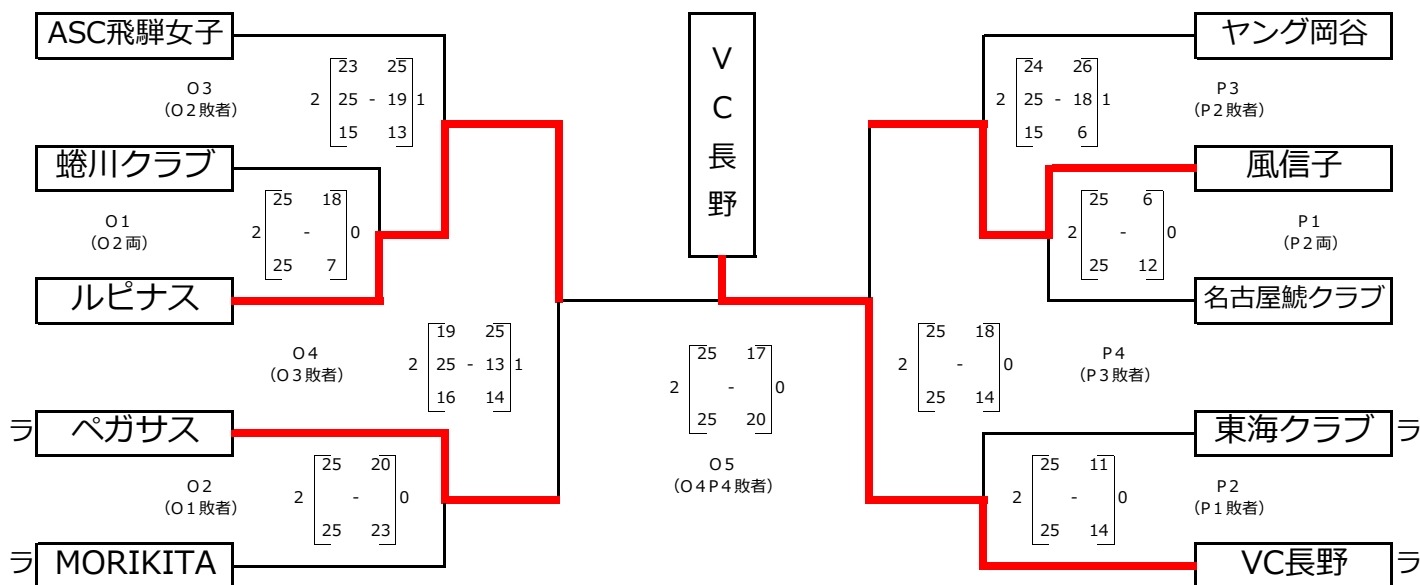 ASC飛騨女子
O3
(O2敗者)
23 25
2 25 - 19 1
15 13
蜷川クラブ
O1
(O2両)
25 18
2 - 0
25 7
ルピナス
O4
(O3敗者)
19 25
2 25 - 13 1
16 14
ラ ペガサス
O2
(O1敗者)
25 20
2 - 0
25 23
ラ MORIKITA
VC長野
25 17
2 - 0
25 20
O5
(O4P4敗者)
ヤング岡谷
24 26
2 25 - 18 1
15 6
P3
(P2敗者)
風信子
25 6
2 - 0
25 12
P1
(P2両)
名古屋鯱クラブ
25 18
2 - 0
25 14
P4
(P3敗者)
東海クラブ ラ
25 11
2 - 0
25 14
P2
(P1敗者)
VC長野 ラ